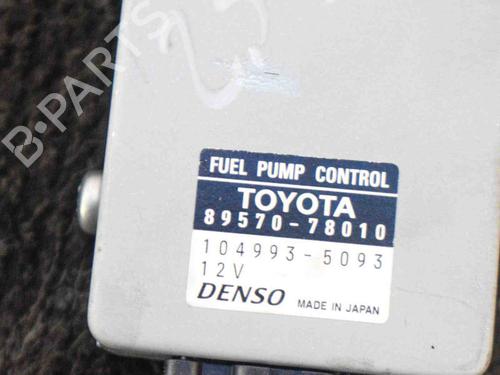 B-PARTS
FUEL PUMP CONTROL
TOYOTA
89570-78010
104993-5093
12V
DENSO MADE IN JAPAN